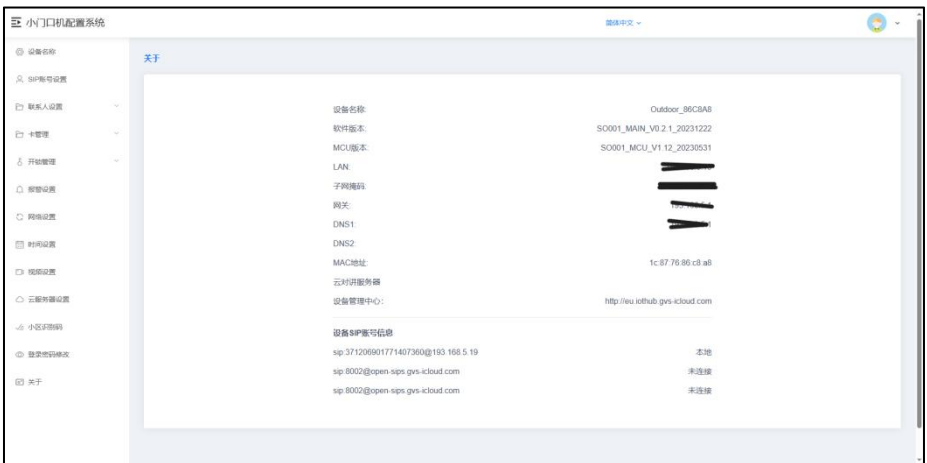 小门口机配置系统
简体中文
设备名称
SIP账号设置
联系人设置
卡管理
开锁管理
报警设置
网络设置
时间设置
视频设置
云服务器设置
小区识别码
登录密码修改
关于
关于
设备名称: Outdoor_86C8A8
软件版本: SO001_MAIN_V0.2.1_20231222
MCU版本: SO001_MCU_V1.12_20230531
LAN:
子网掩码:
网关:
DNS1:
DNS2:
MAC地址: 1c:87:76:86:c8:a8
云对讲服务器
设备管理中心: http://eu.iothub.gvs-icloud.com
设备SIP账号信息
sip:371206901771407360@193.168.5.19 本地
sip:8002@open-sips.gvs-icloud.com 未连接
sip:8002@open-sips.gvs-icloud.com 未连接